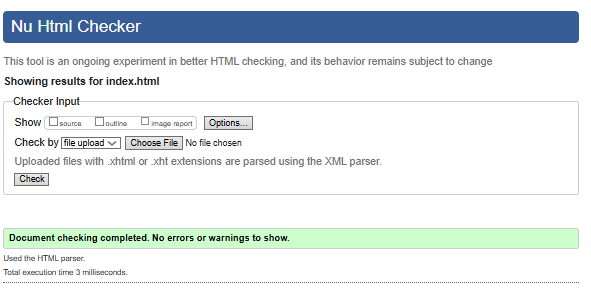 Nu Html Checker
This tool is an ongoing experiment in better HTML checking, and its behavior remains subject to change
Showing results for index.html
Checker Input
Show source outline image report Options...
Check by file upload Choose File No file chosen
Uploaded files with .xhtml or .xht extensions are parsed using the XML parser.
Check
Document checking completed. No errors or warnings to show.
Used the HTML parser.
Total execution time 3 milliseconds.